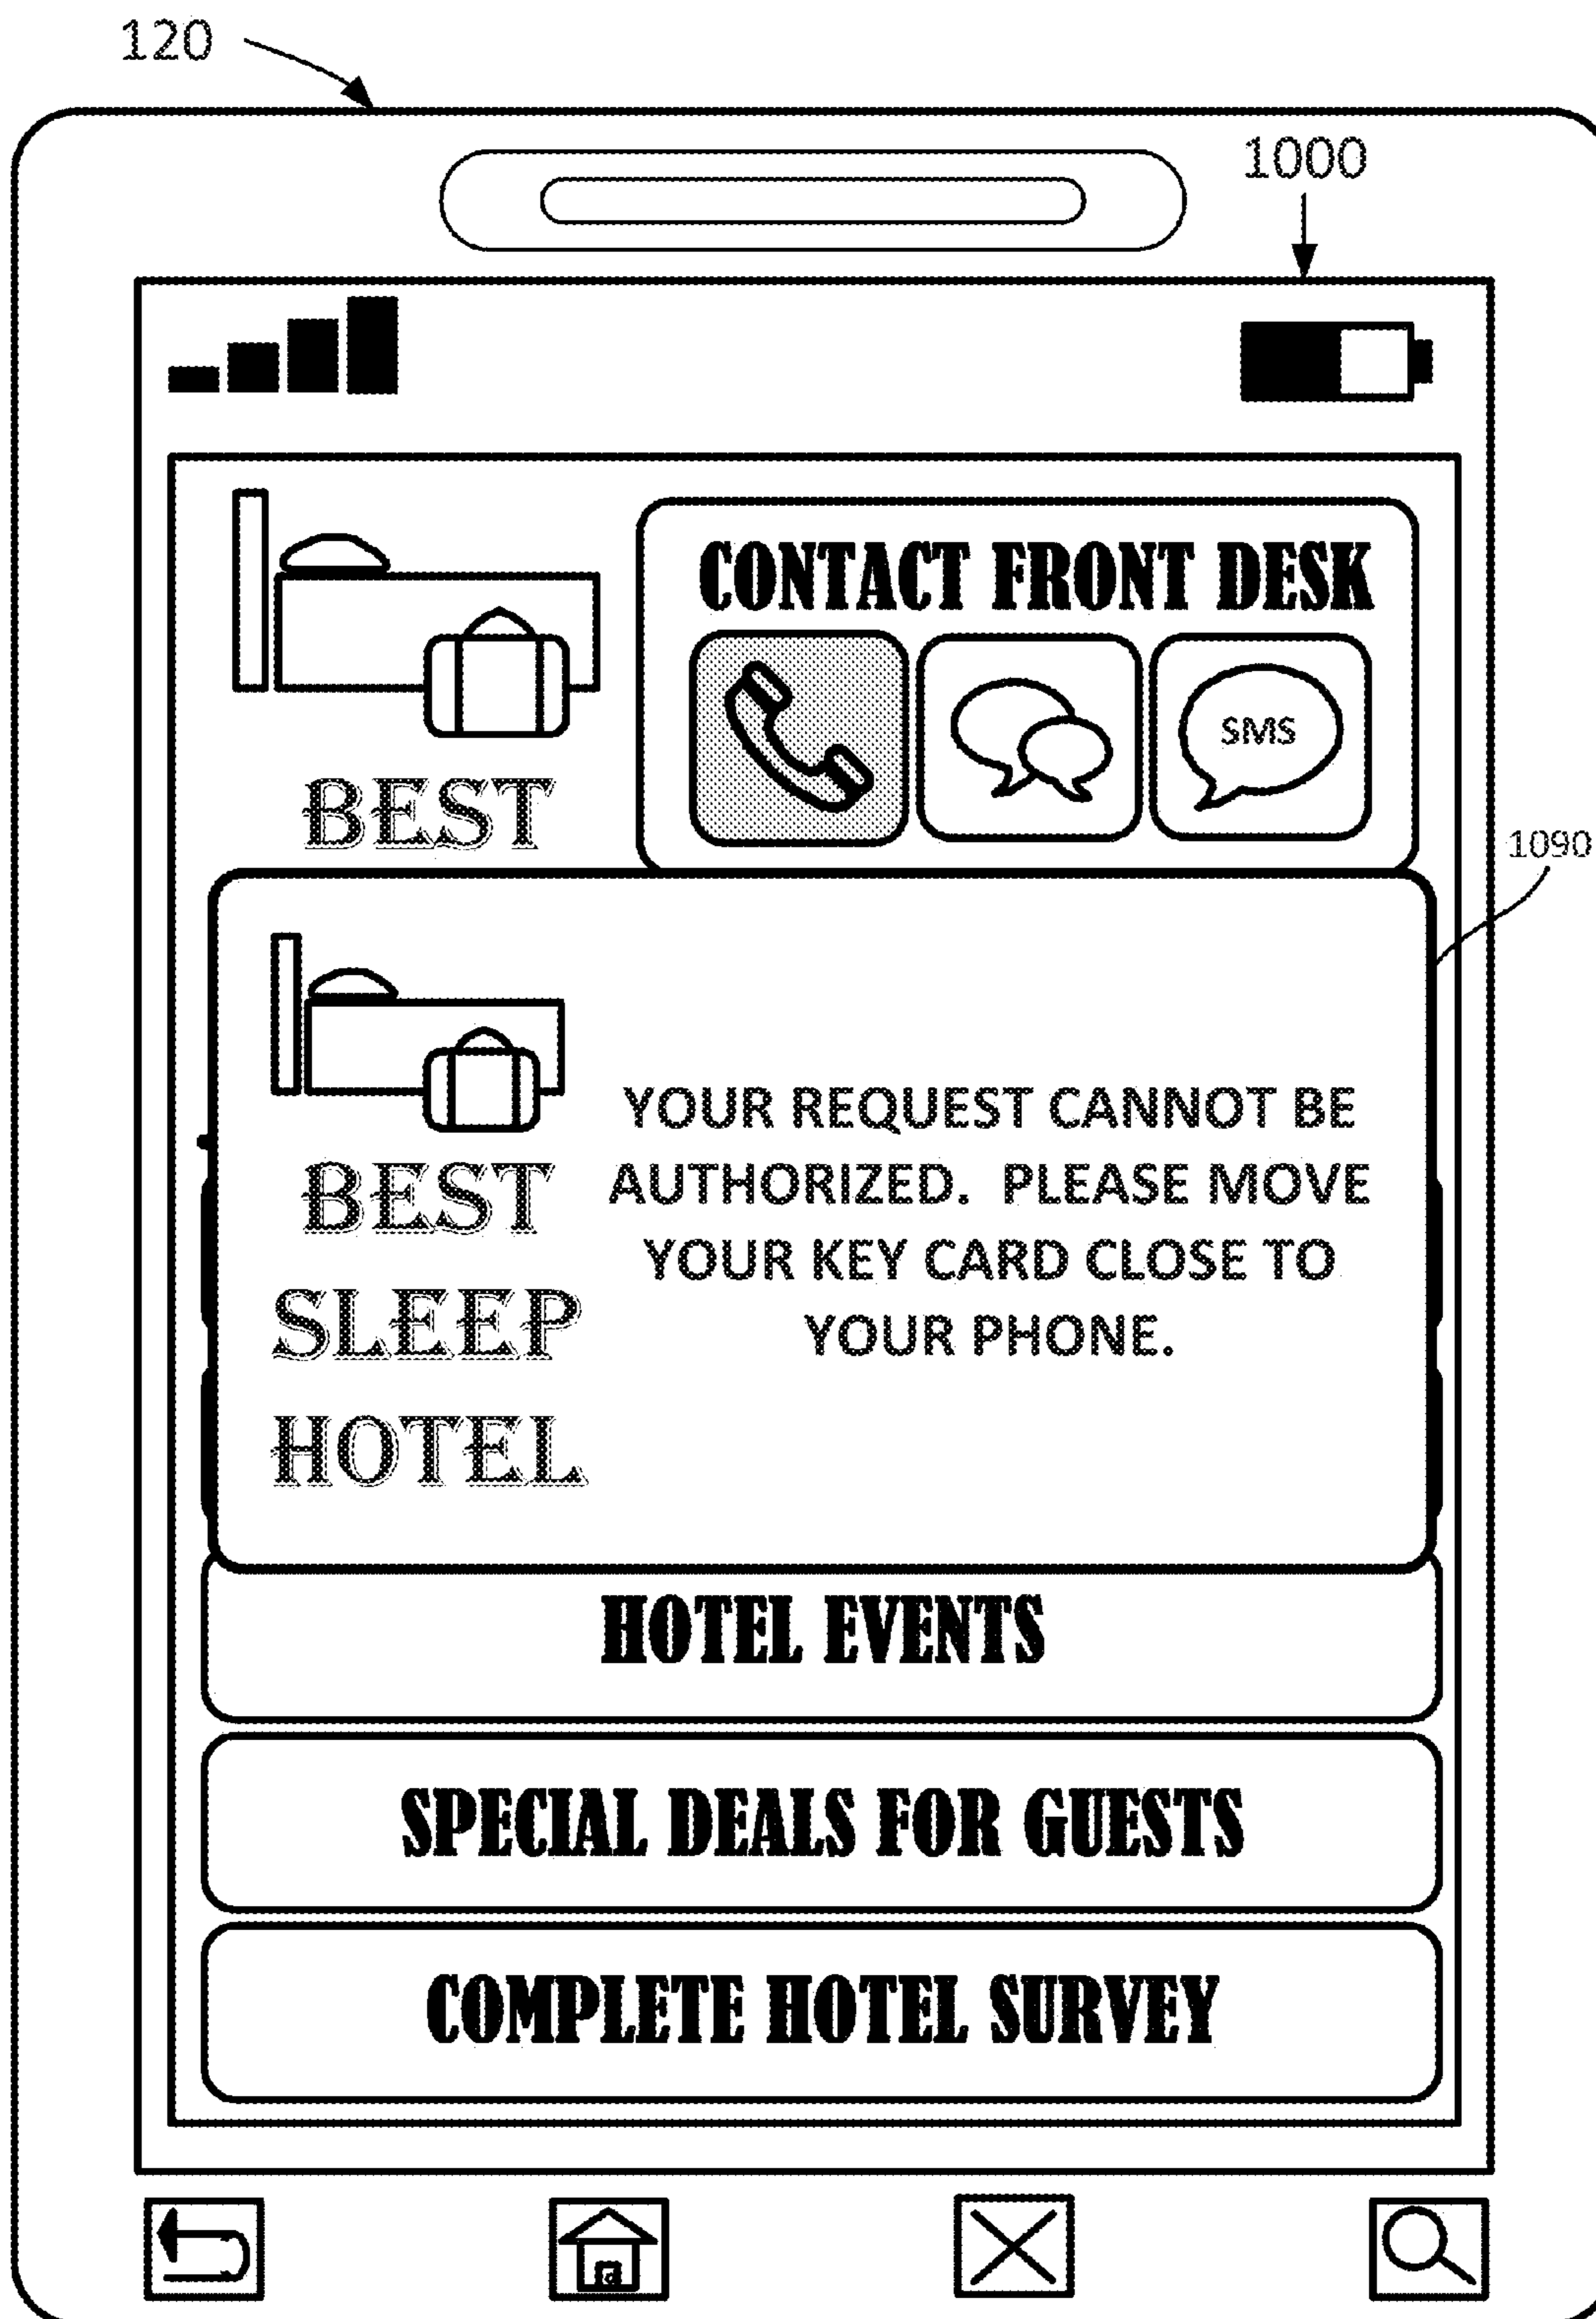 120
1000
CONTACT FRONT DESK
SMS
BEST
1090
YOUR REQUEST CANNOT BE
AUTHORIZED. PLEASE MOVE
YOUR KEY CARD CLOSE TO
YOUR PHONE.
BEST
SLEEP
HOTEL
HOTEL EVENTS
SPECIAL DEALS FOR GUESTS
COMPLETE HOTEL SURVEY